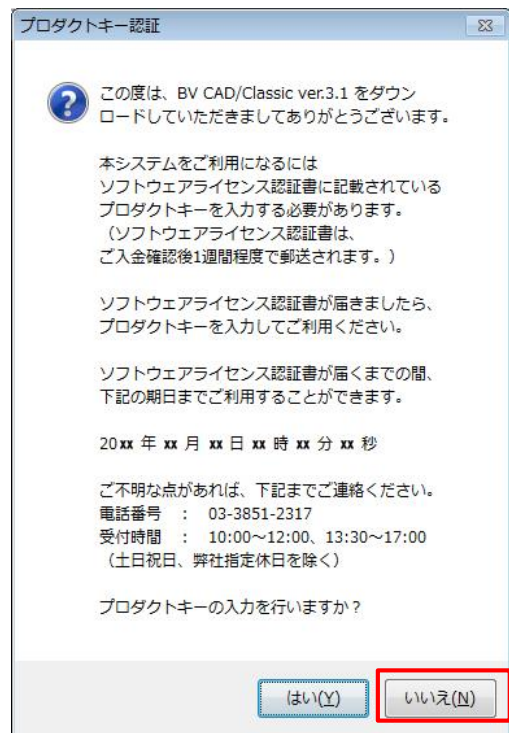 プロダクトキー認証
この度は、BV CAD/Classic ver.3.1 をダウン
ロードしていただきましてありがとうございます。
本システムをご利用になるには
ソフトウェアライセンス認証書に記載されている
プロダクトキーを入力する必要があります。
（ソフトウェアライセンス認証書は、
ご入金確認後1週間程度で郵送されます。）
ソフトウェアライセンス認証書が届きましたら、
プロダクトキーを入力してご利用ください。
ソフトウェアライセンス認証書が届くまでの間、
下記の期日までご利用することができます。
20xx 年 xx 月 xx 日 xx 時 xx 分 xx 秒
ご不明な点があれば、下記までご連絡ください。
電話番号　：　03-3851-2317
受付時間　：　10:00～12:00、13:30～17:00
（土日祝日、弊社指定休日を除く）
プロダクトキーの入力を行いますか？
はい(Y)
いいえ(N)